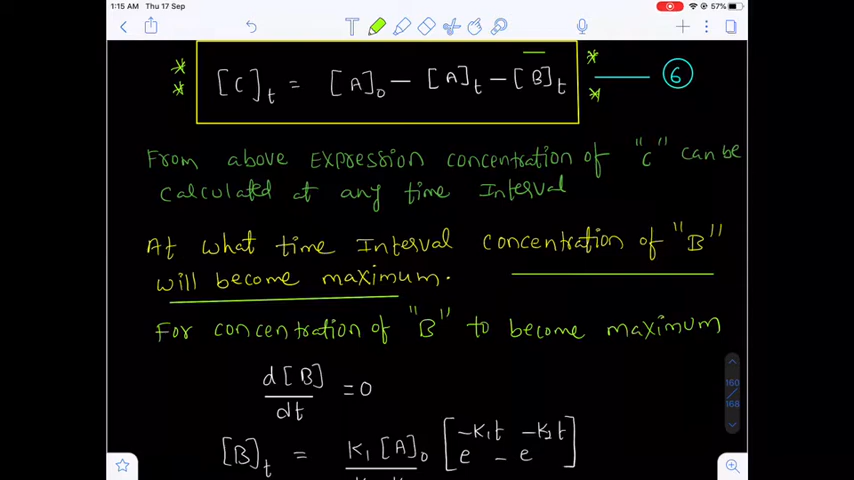 1:15 AM Thu 17 Sep 57%
[C]t = [A]0 — [A]t — [B]t — 6
From above Expression concentration of "C" can be
calculated at any time Interval
At what time Interval concentration of "B"
will become maximum.
For concentration of "B" to become maximum
d[B]/dt = 0
[B]t = K1[A]0 [e^-K1t - e^-K2t]
160
168